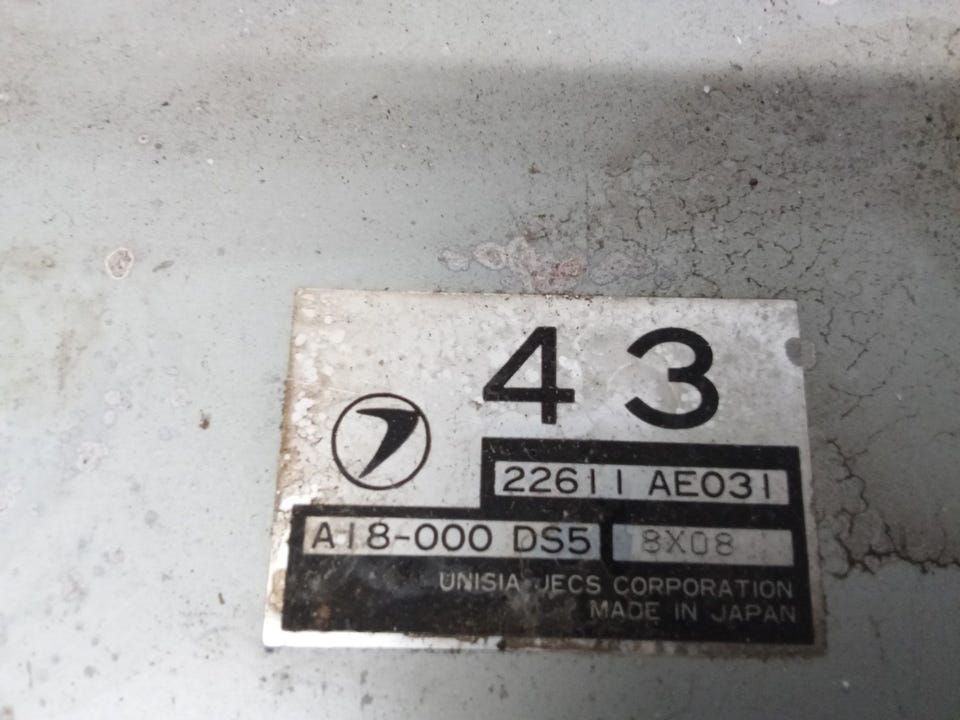 43
22611 AE031
A18-000 DS5 8X08
UNISIA JECS CORPORATION
MADE IN JAPAN